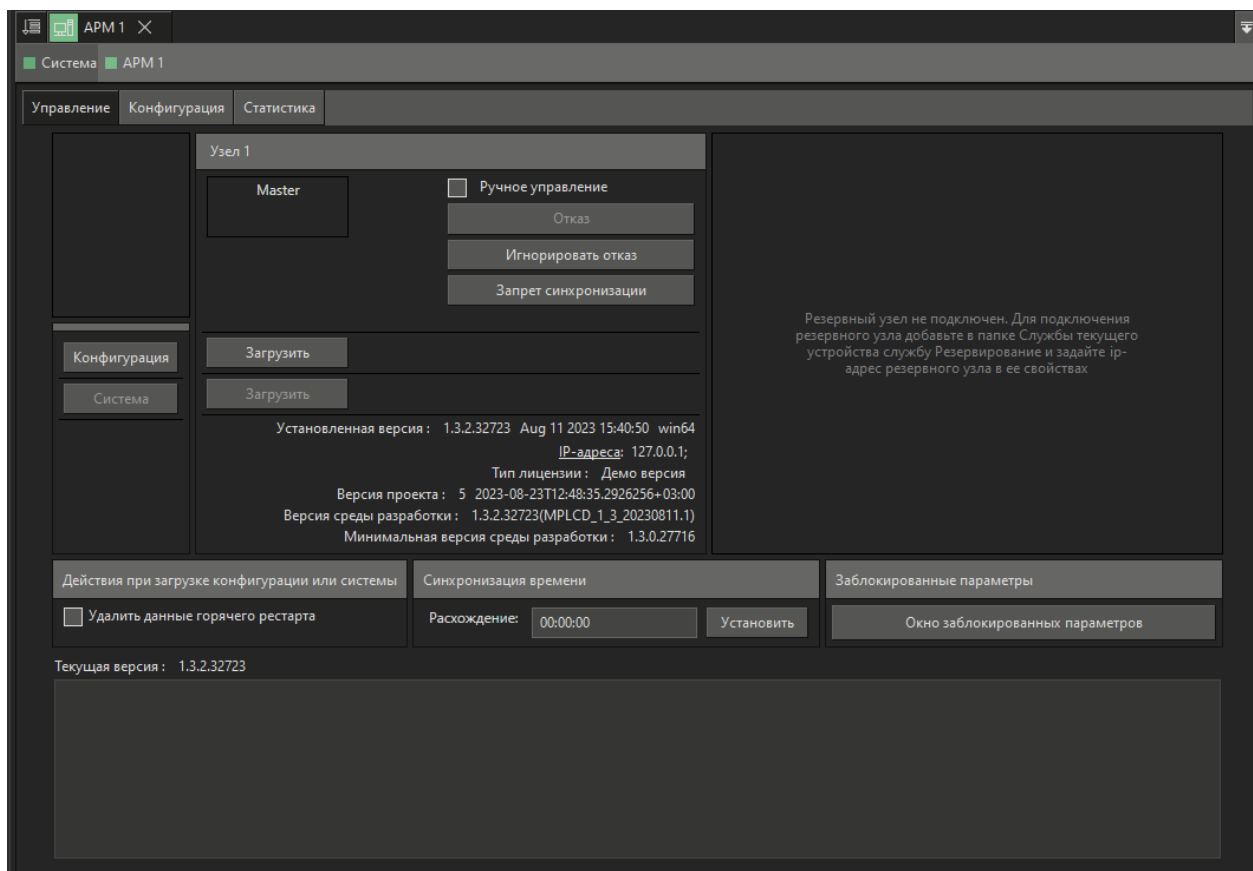 АРМ 1
Система АРМ 1
Управление Конфигурация Статистика
Узел 1
Master
Ручное управление
Отказ
Игнорировать отказ
Запрет синхронизации
Конфигурация
Загрузить
Система
Загрузить
Установленная версия : 1.3.2.32723 Aug 11 2023 15:40:50 win64
IP-адреса: 127.0.0.1;
Тип лицензии : Демо версия
Версия проекта : 5 2023-08-23T12:48:35.2926256+03:00
Версия среды разработки : 1.3.2.32723(MPLCD_1_3_20230811.1)
Минимальная версия среды разработки : 1.3.0.27716
Резервный узел не подключен. Для подключения
резервного узла добавьте в папке Службы текущего
устройства службу Резервирование и задайте ip-
адрес резервного узла в ее свойствах
Действия при загрузке конфигурации или системы
Удалить данные горячего рестарта
Синхронизация времени
Расхождение: 00:00:00 Установить
Заблокированные параметры
Окно заблокированных параметров
Текущая версия : 1.3.2.32723